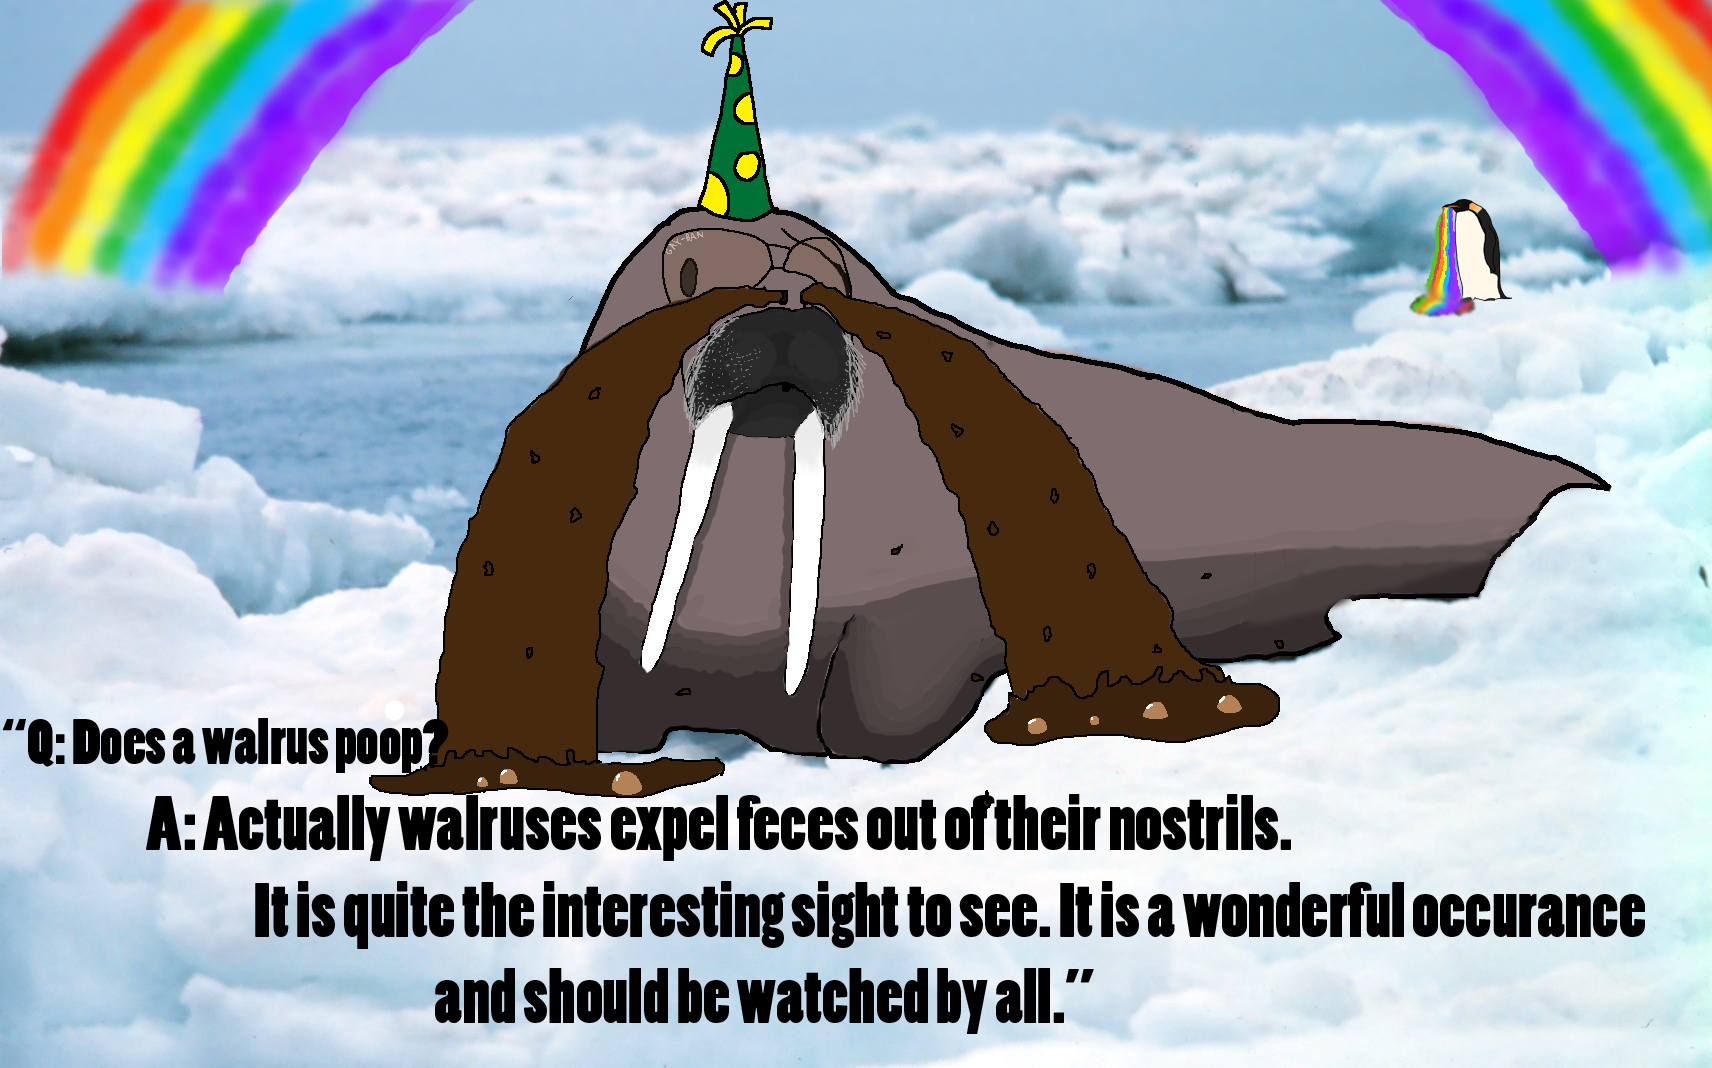 “Q: Does a walrus poop?
A: Actually walruses expel feces out of their nostrils.
It is quite the interesting sight to see. It is a wonderful occurance
and should be watched by all.”